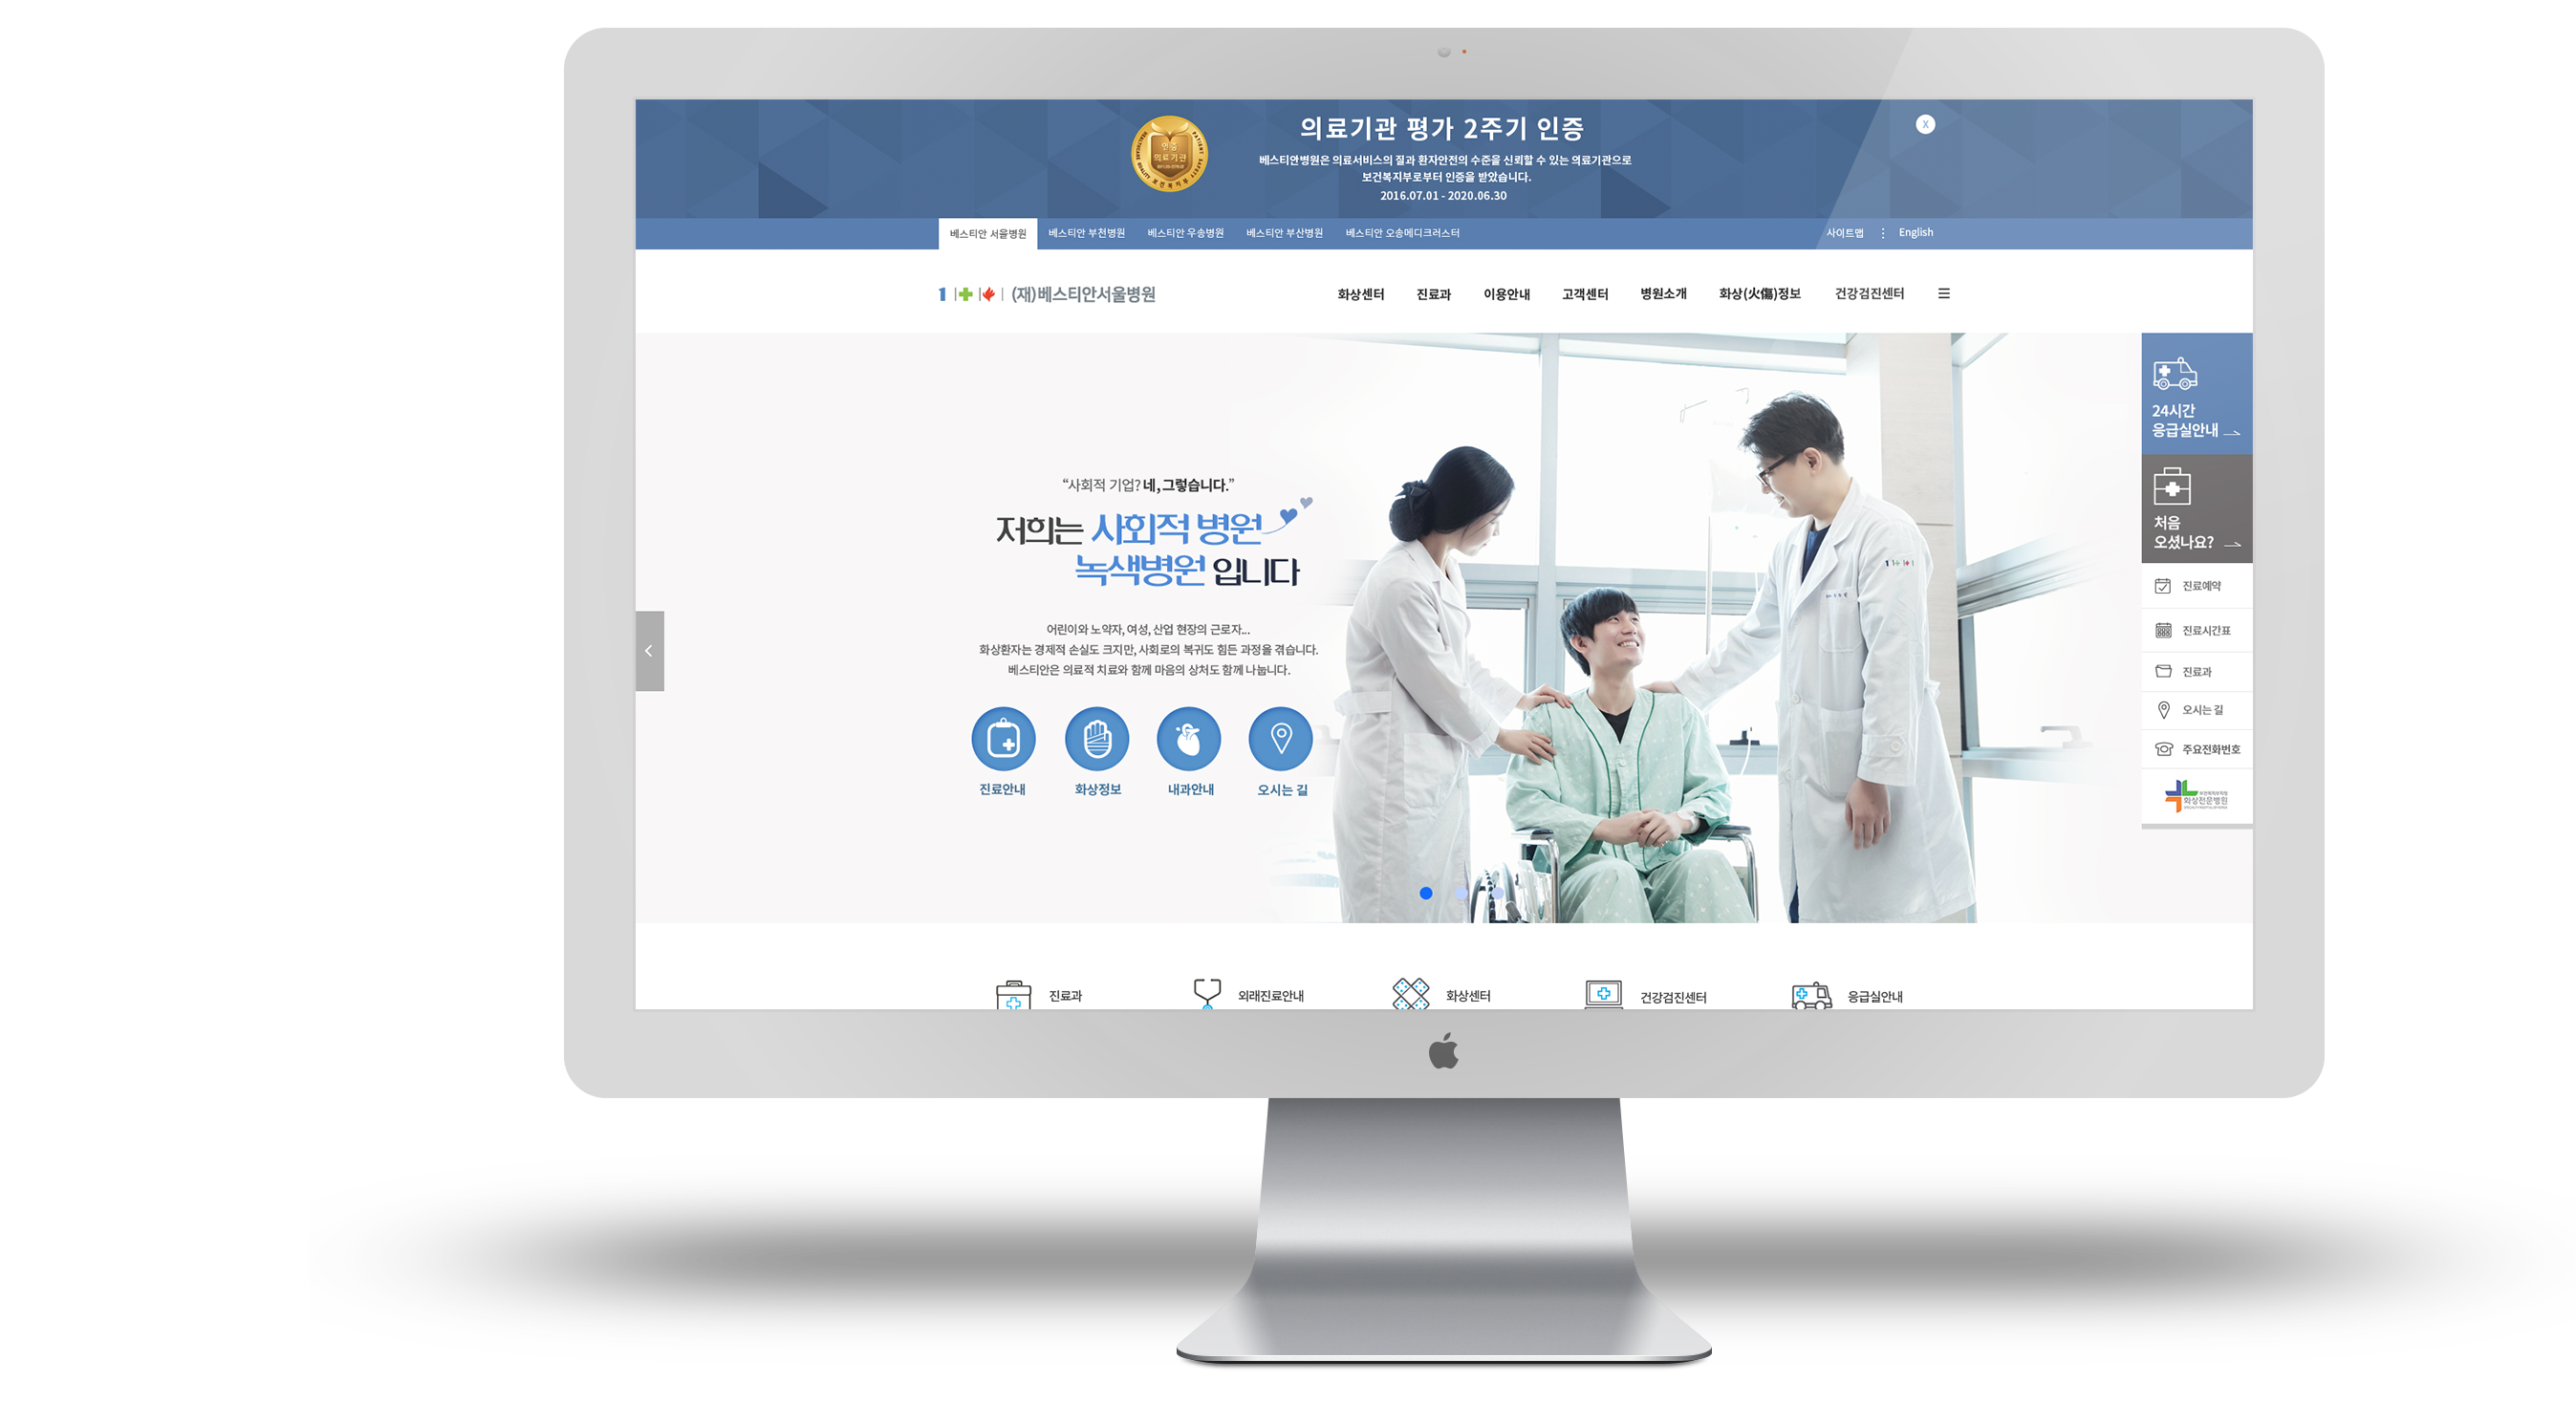 의료기관 평가 2주기 인증
X
인증
의료기관
베스티안병원은 의료서비스의 질과 환자안전의 수준을 신뢰할 수 있는 의료기관으로
보건복지부로부터 인증을 받았습니다.
2016.07.01 - 2020.06.30
베스티안 서울병원 베스티안 부천병원 베스티안 우송병원 베스티안 부산병원 베스티안 오송메디크러스터 사이트맵 English
(재)베스티안서울병원 화상센터 진료과 이용안내 고객센터 병원소개 화상(火傷)정보 건강검진센터
“사회적 기업? 네, 그렇습니다.”
저희는 사회적 병원
녹색병원 입니다
어린이와 노약자, 여성, 산업 현장의 근로자...
화상환자는 경제적 손실도 크지만, 사회로의 복귀도 힘든 과정을 겪습니다.
베스티안은 의료적 치료와 함께 마음의 상처도 함께 나눕니다.
진료안내 화상정보 내과안내 오시는 길
24시간
응급실안내
처음
오셨나요?
진료예약
진료시간표
진료과
오시는 길
주요전화번호
화상전문병원
진료과 외래진료안내 화상센터 건강검진센터 응급실안내